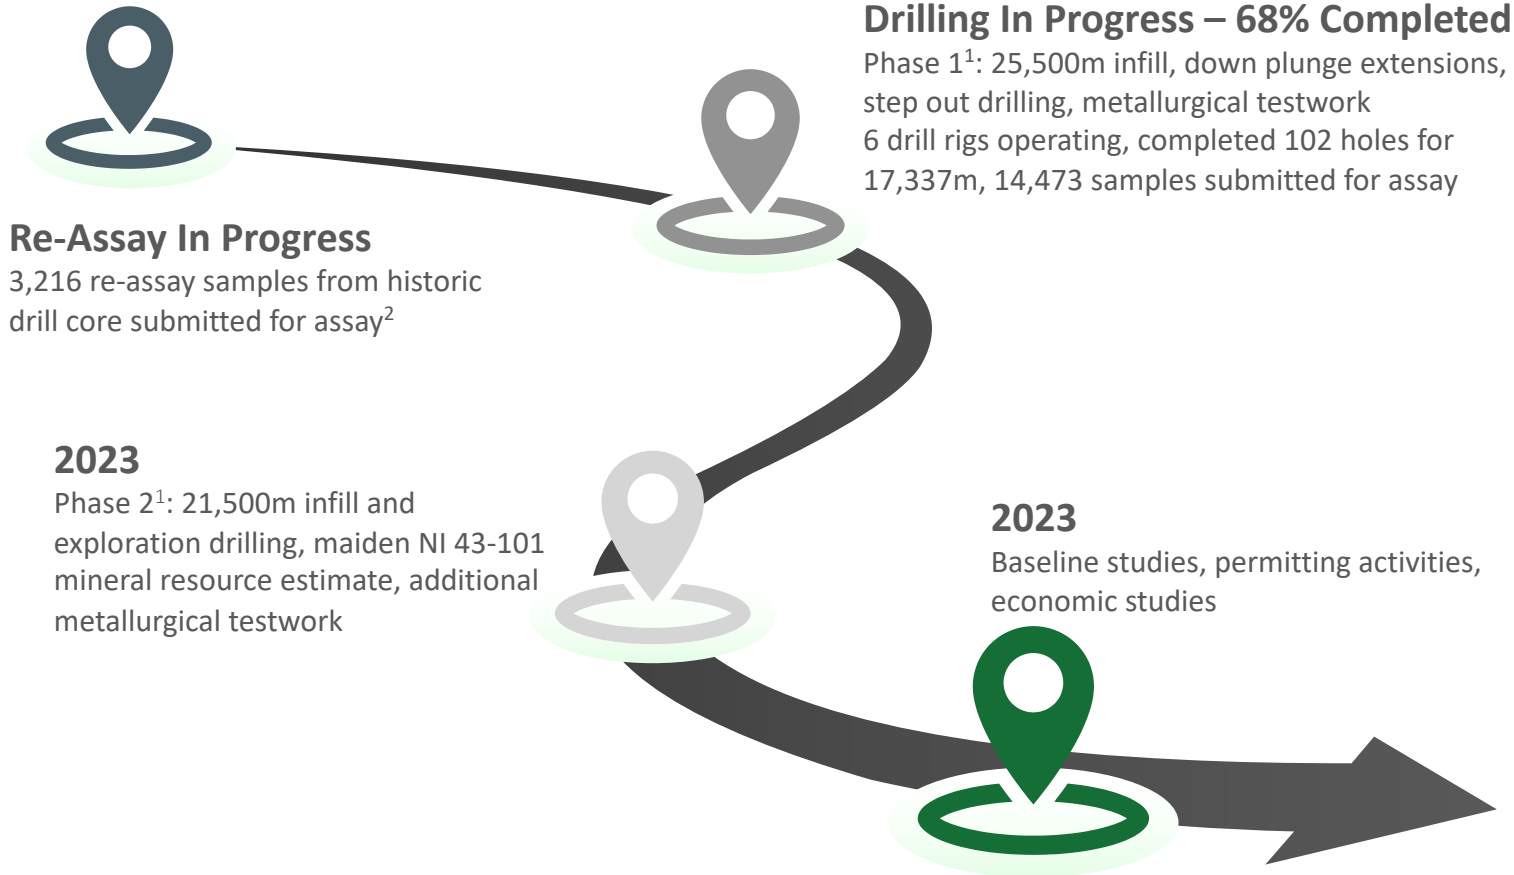 Drilling In Progress – 68% Completed
Phase 1¹: 25,500m infill, down plunge extensions,
step out drilling, metallurgical testwork
6 drill rigs operating, completed 102 holes for
17,337m, 14,473 samples submitted for assay
Re-Assay In Progress
3,216 re-assay samples from historic
drill core submitted for assay²
2023
Phase 2¹: 21,500m infill and
exploration drilling, maiden NI 43-101
mineral resource estimate, additional
metallurgical testwork
2023
Baseline studies, permitting activities,
economic studies